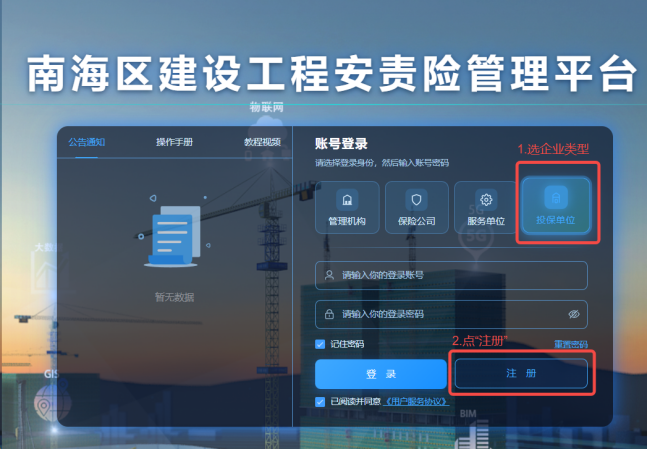 南海区建设工程安责险管理平台
物联网
公告通知
操作手册
教程视频
账号登录
请选择登录身份，然后输入账号密码
1.选企业类型
管理机构
保险公司
服务单位
投保单位
5G
5G
大数据
暂无数据
请输入你的登录账号
请输入你的登录密码
记住密码
2.点“注册”
重置密码
登 录
注 册
已阅读并同意《用户服务协议》
GIS
BIM